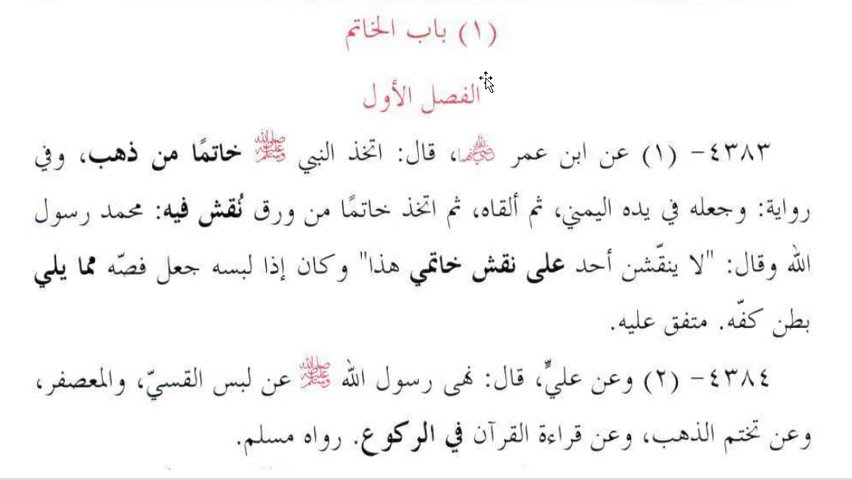 (١) باب الخاتم
الفصل الأول
٤٣٨٣- (١) عن ابن عمر رضي الله عنهما، قال: اتخذ النبي ﷺ خاتمًا من ذهب، وفي
رواية: وجعله في يده اليمني، ثم ألقاه، ثم اتخذ خاتمًا من ورق نُقش فيه: محمد رسول
الله وقال: "لا ينقّشن أحد على نقش خاتمي هذا" وكان إذا لبسه جعل فصّه مما يلي
بطن كفّه. متفق عليه.
٤٣٨٤- (٢) وعن عليٍّ، قال: نهى رسول الله ﷺ عن لبس القسيّ، والمعصفر،
وعن تختم الذهب، وعن قراءة القرآن في الركوع. رواه مسلم.